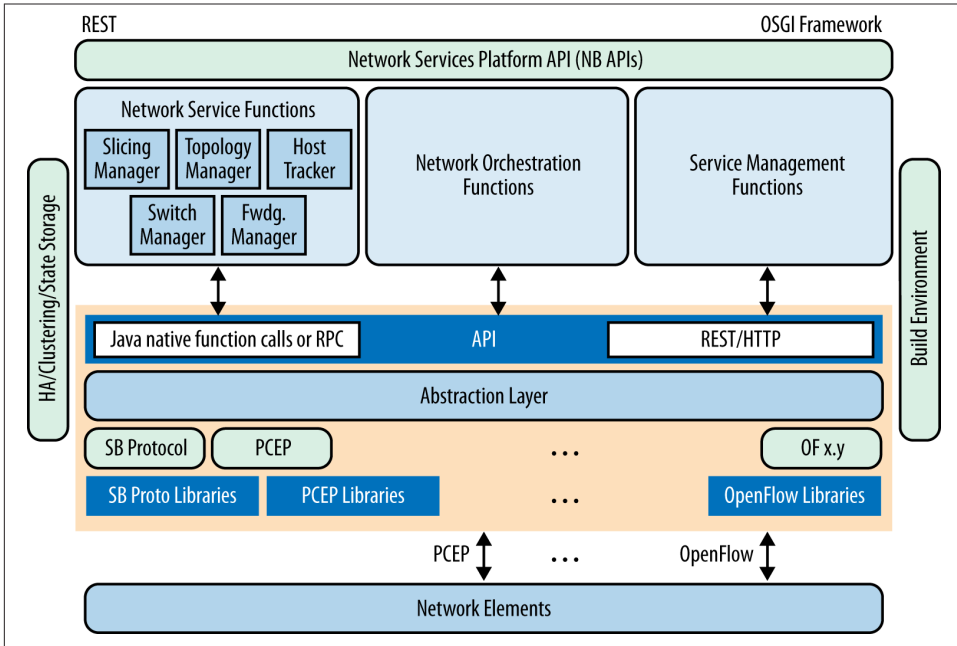 REST
OSGI Framework
Network Services Platform API (NB APIs)
Network Service Functions
Slicing
Manager
Topology
Manager
Host
Tracker
Switch
Manager
Fwdg.
Manager
Network Orchestration
Functions
Service Management
Functions
HA/Clustering/State Storage
Build Environment
Java native function calls or RPC
API
REST/HTTP
Abstraction Layer
SB Protocol
PCEP
...
OF x.y
SB Proto Libraries
PCEP Libraries
...
OpenFlow Libraries
PCEP
...
OpenFlow
Network Elements